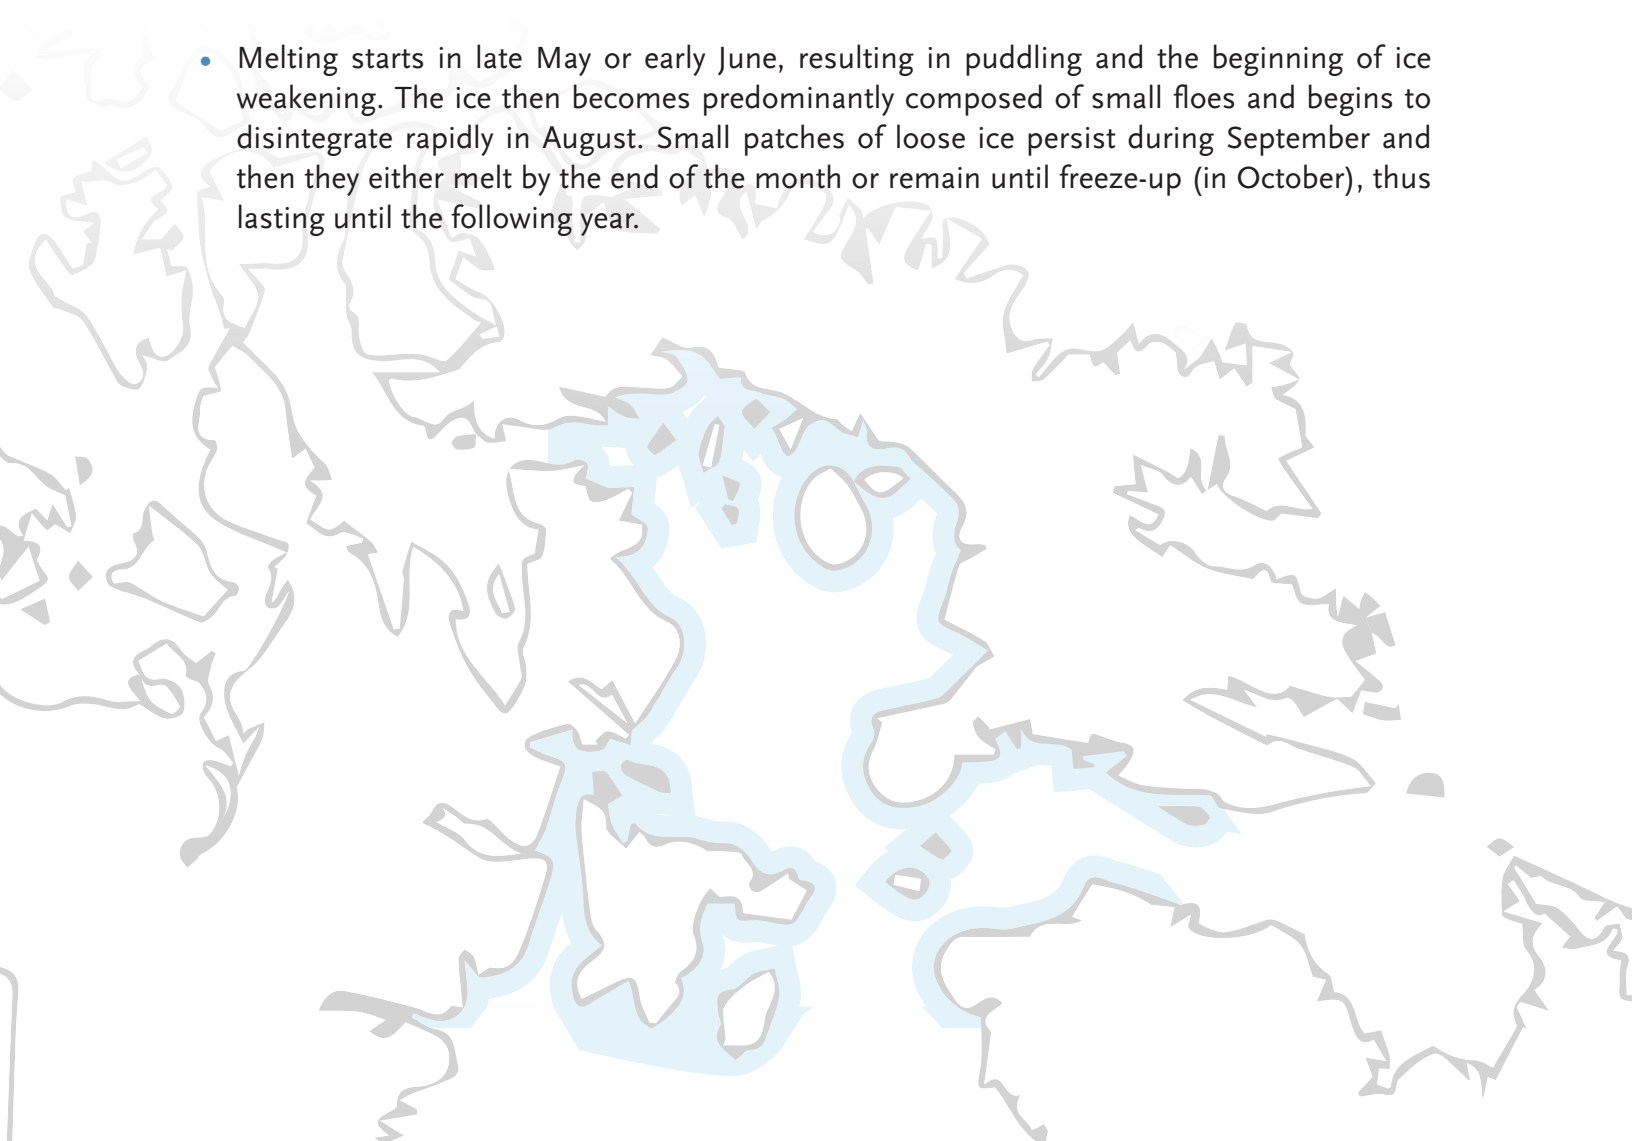 • Melting starts in late May or early June, resulting in puddling and the beginning of ice
weakening. The ice then becomes predominantly composed of small floes and begins to
disintegrate rapidly in August. Small patches of loose ice persist during September and
then they either melt by the end of the month or remain until freeze-up (in October), thus
lasting until the following year.